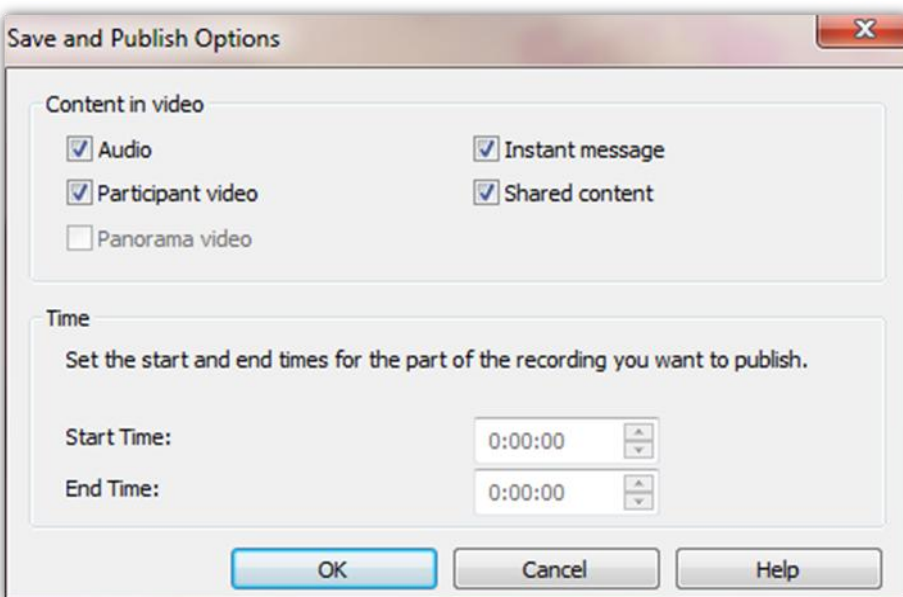 Save and Publish Options
Content in video
Audio
Instant message
Participant video
Shared content
Panorama video
Time
Set the start and end times for the part of the recording you want to publish.
Start Time:
0:00:00
End Time:
0:00:00
OK
Cancel
Help